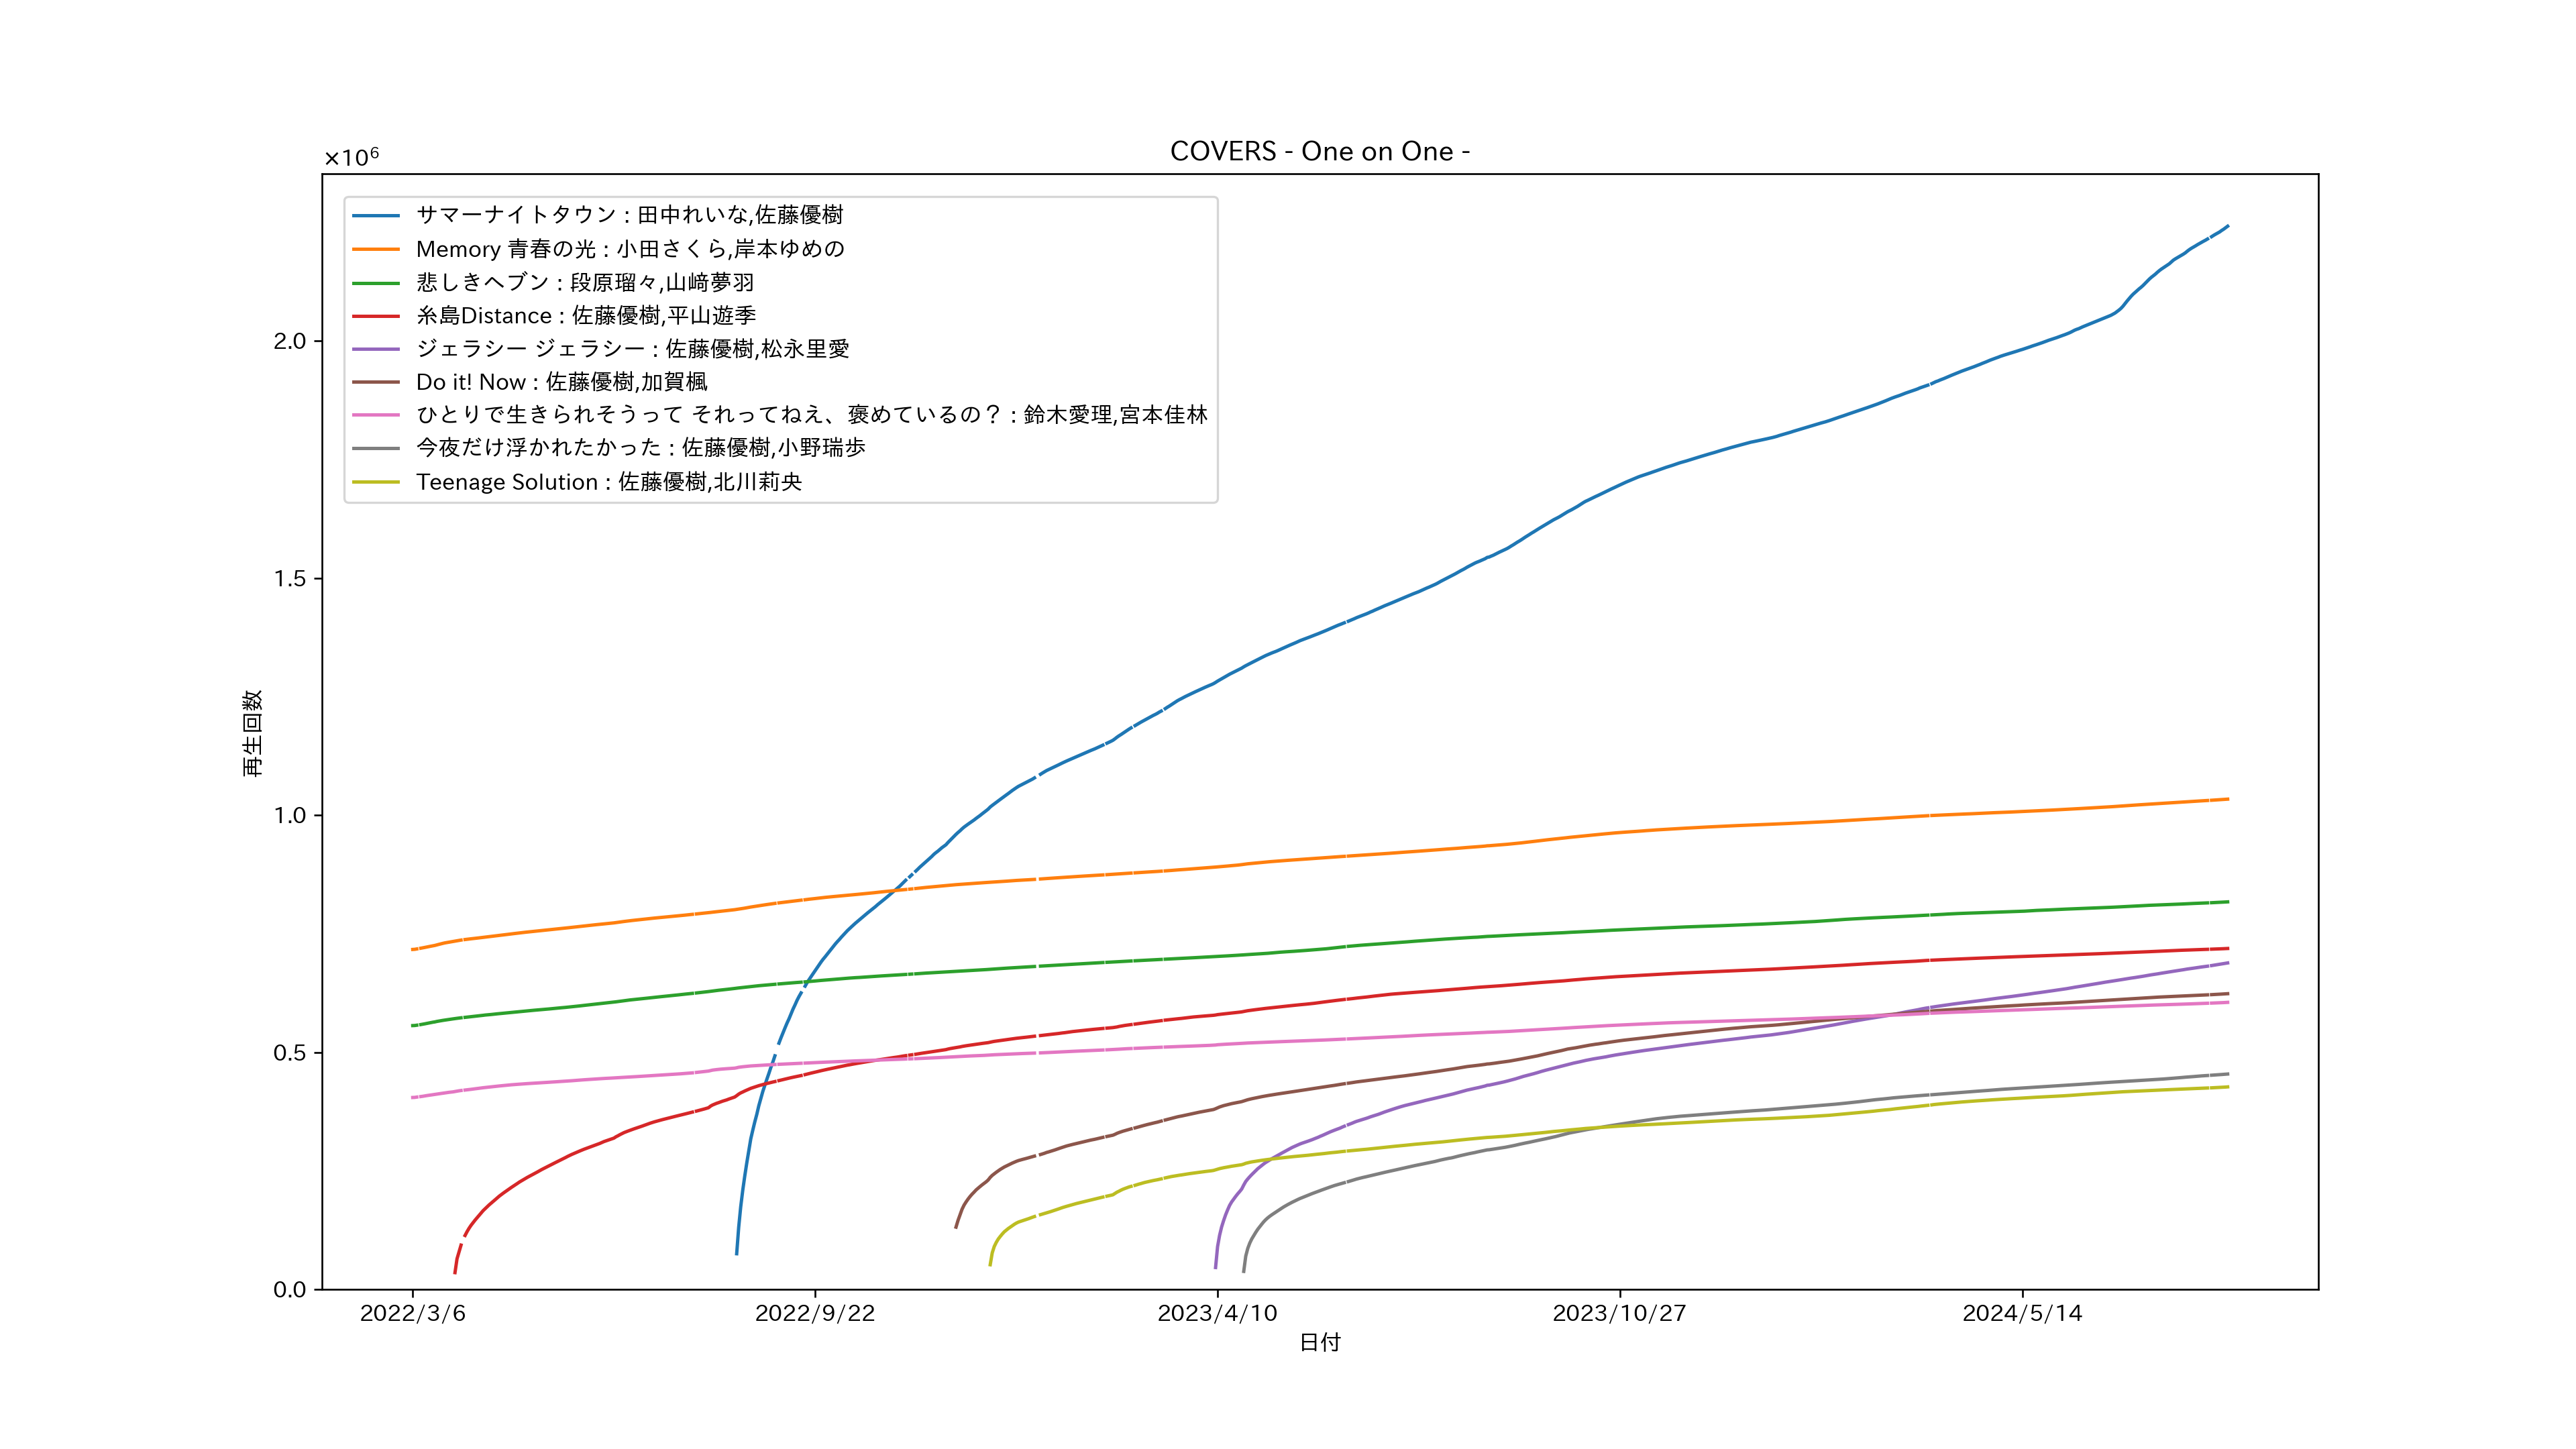 COVERS - One on One -
×10⁶
サマーナイトタウン : 田中れいな,佐藤優樹
Memory 青春の光 : 小田さくら,岸本ゆめの
悲しきヘブン : 段原瑠々,山﨑夢羽
糸島Distance : 佐藤優樹,平山遊季
ジェラシー ジェラシー : 佐藤優樹,松永里愛
Do it! Now : 佐藤優樹,加賀楓
ひとりで生きられそうって それってねえ、褒めているの？ : 鈴木愛理,宮本佳林
今夜だけ浮かれたかった : 佐藤優樹,小野瑞歩
Teenage Solution : 佐藤優樹,北川莉央
2.0
1.5
1.0
0.5
0.0
再生回数
2022/3/6
2022/9/22
2023/4/10
2023/10/27
2024/5/14
日付